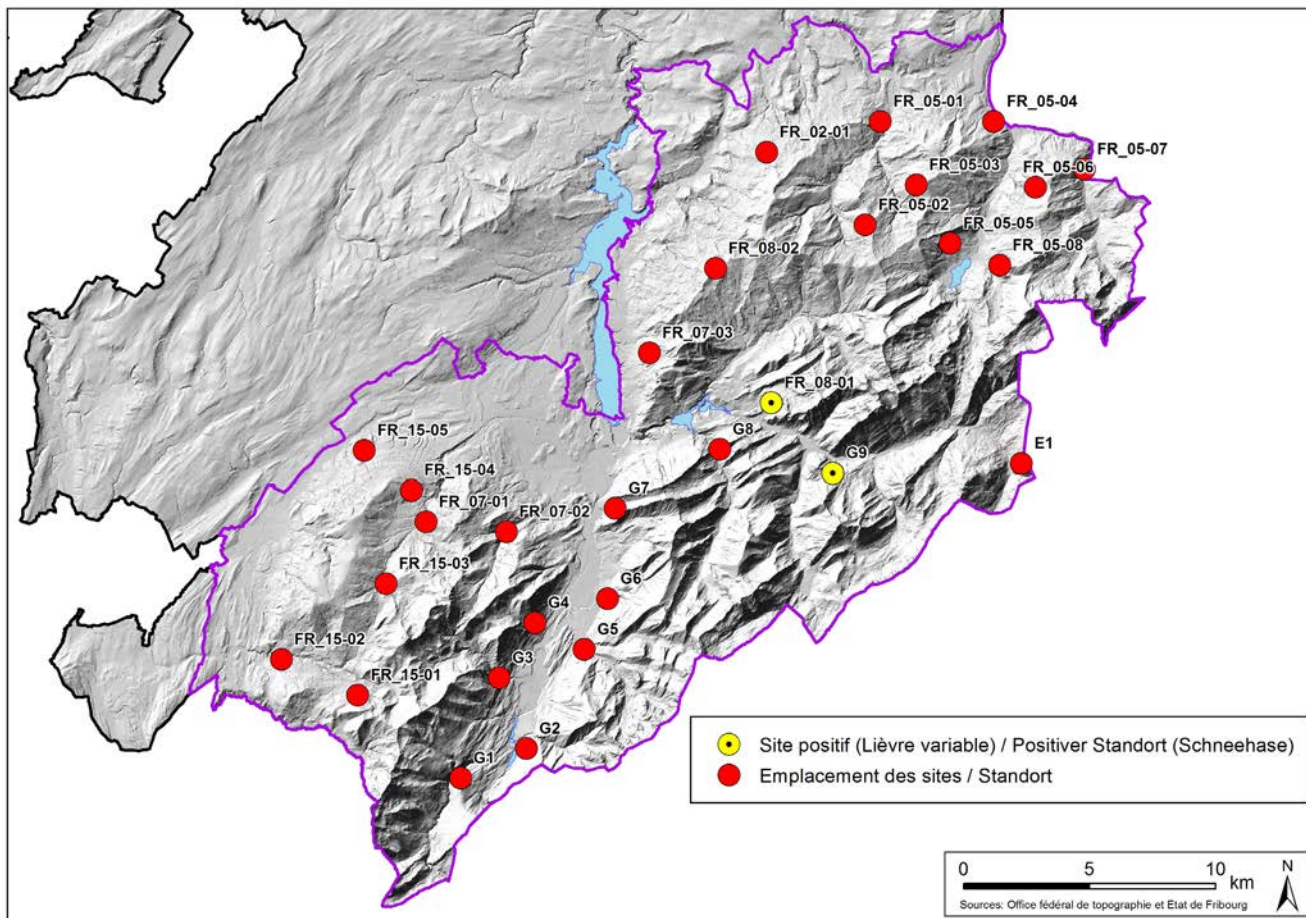 FR_05-01
FR_05-04
FR_02-01
FR_05-07
FR_05-03
FR_05-06
FR_05-02
FR_05-05
FR_08-02
FR_05-08
FR_07-03
FR_08-01
FR_15-05
G8
E1
G9
FR_15-04
FR_07-01
G7
FR_07-02
FR_15-03
G6
G4
G5
FR_15-02
G3
FR_15-01
G2
G1
Site positif (Lièvre variable) / Positiver Standort (Schneehase)
Emplacement des sites / Standort
0 5 10
km
N
Sources: Office fédéral de topographie et Etat de Fribourg